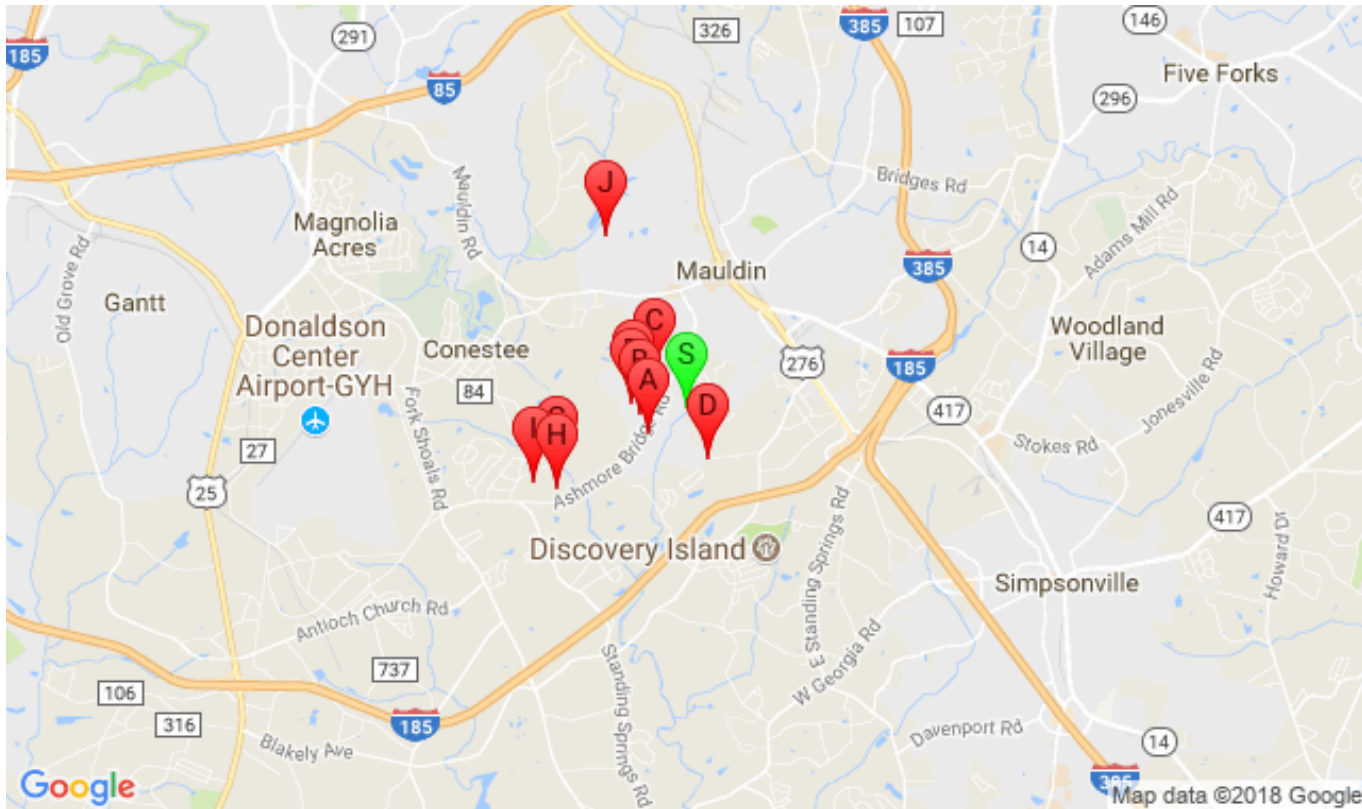 146
385
107
326
291
185
85
Five Forks
296
Bridges Rd
Mauldin Rd
J
Magnolia
Acres
Adams Mill Rd
14
385
Mauldin
Old Grove Rd
Gantt
Donaldson
Center
Airport-GYH
Conestee
C
Woodland
Village
S
B
276
185
A
84
Fork Shoals Rd
D
417
Jonesville Rd
H
Stokes Rd
27
Ashmore Bridge Rd
25
417
Howard Dr
Discovery Island
E Standing Springs Rd
Simpsonville
Antioch Church Rd
W Georgia Rd
737
106
Standing Springs Rd
316
185
Davenport Rd
Blakely Ave
14
385
Google
Map data ©2018 Google